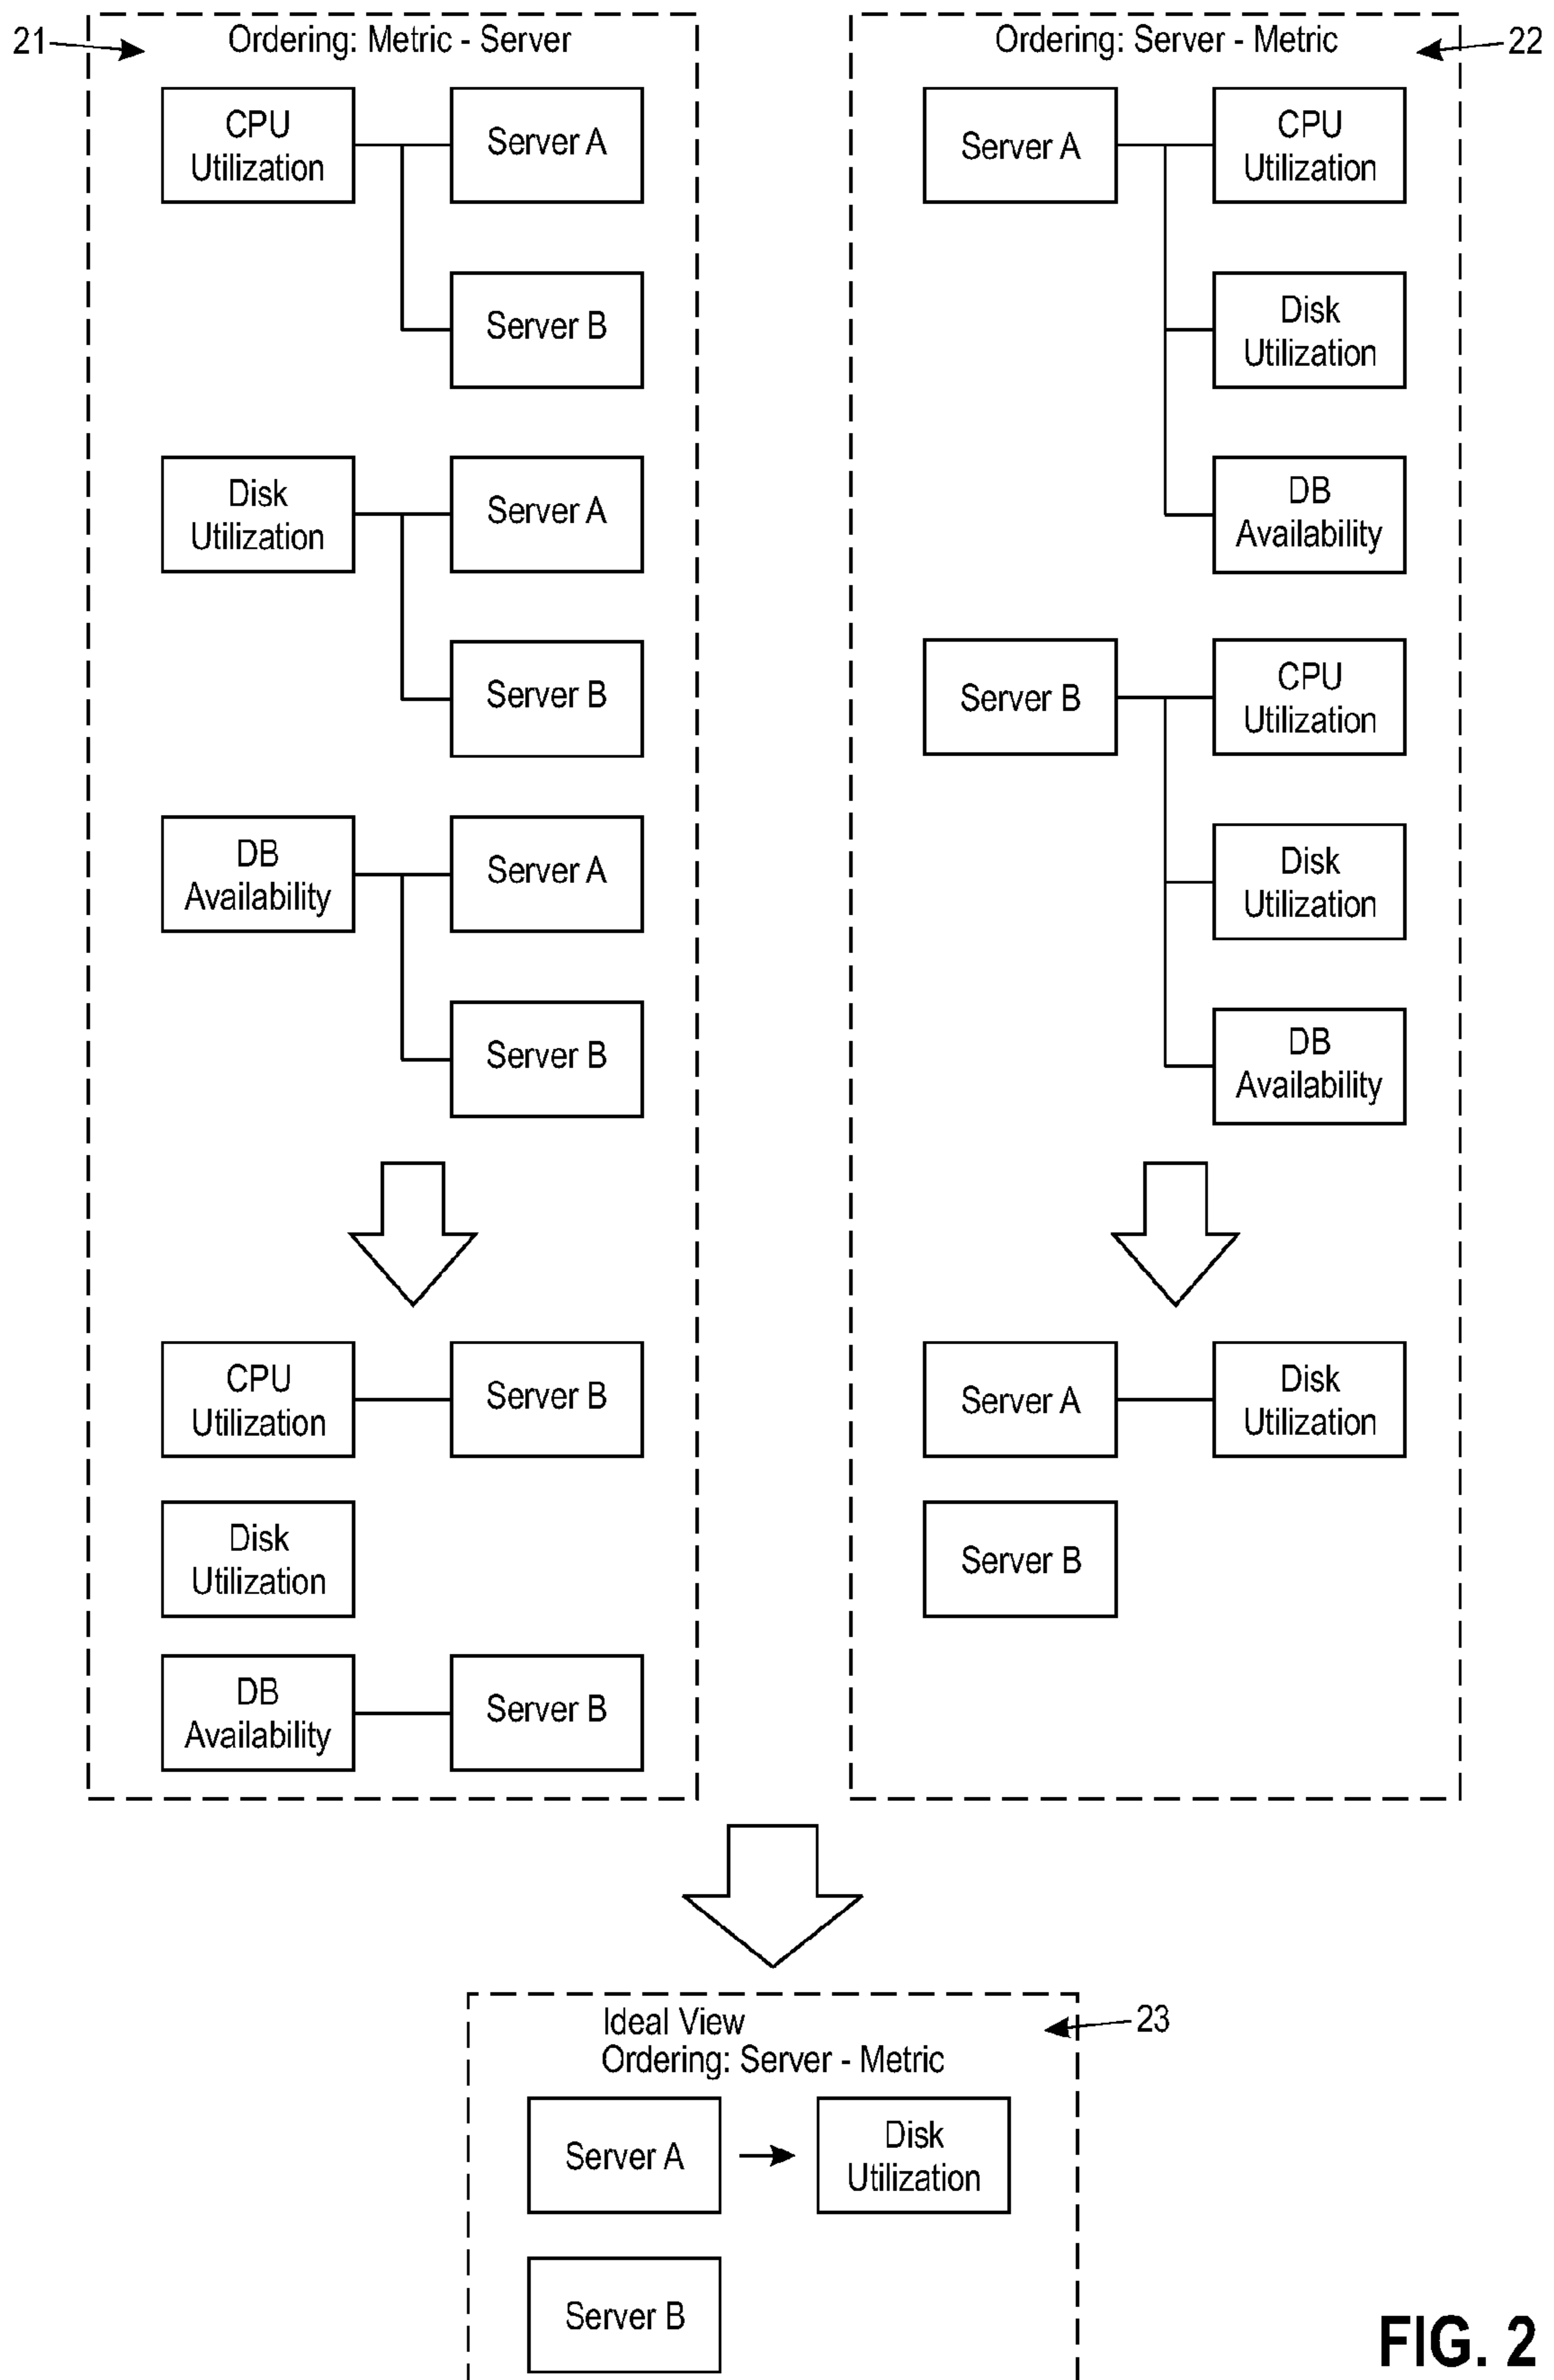 21
Ordering: Metric - Server
CPU
Utilization
Server A
Server B
Disk
Utilization
Server A
Server B
DB
Availability
Server A
Server B
CPU
Utilization
Server B
Disk
Utilization
DB
Availability
Server B
Ordering: Server - Metric
22
Server A
CPU
Utilization
Disk
Utilization
DB
Availability
Server B
CPU
Utilization
Disk
Utilization
DB
Availability
Server A
Disk
Utilization
Server B
Ideal View
Ordering: Server - Metric
23
Server A
Disk
Utilization
Server B
FIG. 2